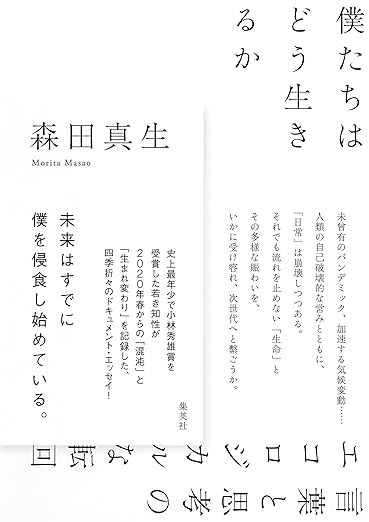 僕たちは
どう生き
るか
森田真生
Morita Masao
未曾有のパンデミック、加速する気候変動……
人類の自己破壊的な営みとともに、
「日常」は崩壊しつつある。
それでも流れを止めない「生命」と
その多様な賑わいを、
いかに受け容れ、次世代へと繋ごうか。
史上最年少で小林秀雄賞を
受賞した若き知性が
2020年春からの「混沌」と
「生まれ変わり」を記録した、
四季折々のドキュメント・エッセイ！
未来はすでに
僕を侵食し始めている。
集英社
言葉と思考の
エコロジカル
な転回